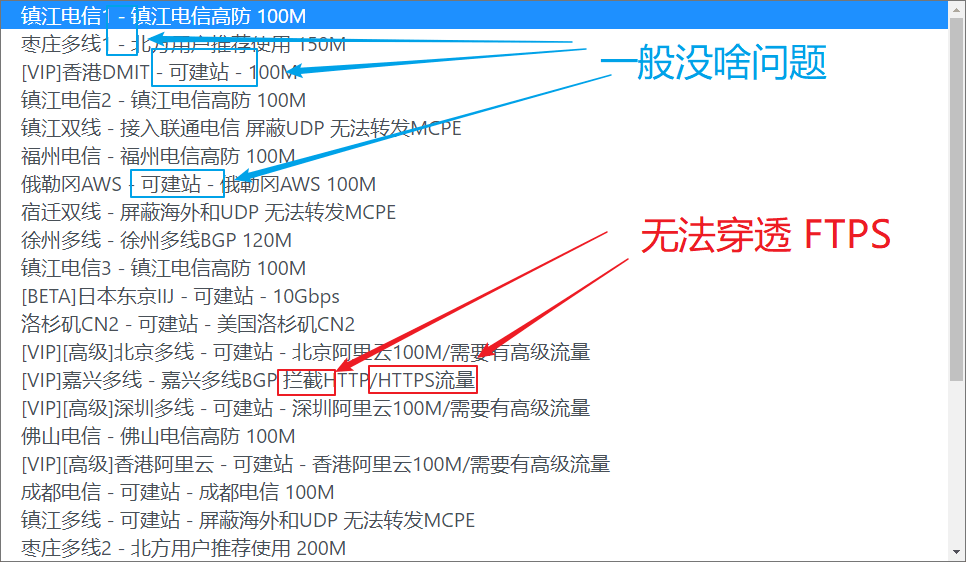 镇江电信1 - 镇江电信高防 100M
枣庄多线1 - 北方用户推荐使用 150M
[VIP]香港DMIT - 可建站 - 100M
一般没啥问题
镇江电信2 - 镇江电信高防 100M
镇江双线 - 接入联通电信 屏蔽UDP 无法转发MCPE
福州电信 - 福州电信高防 100M
俄勒冈AWS - 可建站 - 俄勒冈AWS 100M
宿迁双线 - 屏蔽海外和UDP 无法转发MCPE
徐州多线 - 徐州多线BGP 120M
无法穿透 FTPS
镇江电信3 - 镇江电信高防 100M
[BETA]日本东京IIJ - 可建站 - 10Gbps
洛杉矶CN2 - 可建站 - 美国洛杉矶CN2
[VIP][高级]北京多线 - 可建站 - 北京阿里云100M/需要有高级流量
[VIP]嘉兴多线 - 嘉兴多线BGP 拦截HTTP/HTTPS流量
[VIP][高级]深圳多线 - 可建站 - 深圳阿里云100M/需要有高级流量
佛山电信 - 佛山电信高防 100M
[VIP][高级]香港阿里云 - 可建站 - 香港阿里云100M/需要有高级流量
成都电信 - 可建站 - 成都电信 100M
镇江多线 - 可建站 - 屏蔽海外和UDP 无法转发MCPE
枣庄多线2 - 北方用户推荐使用 200M